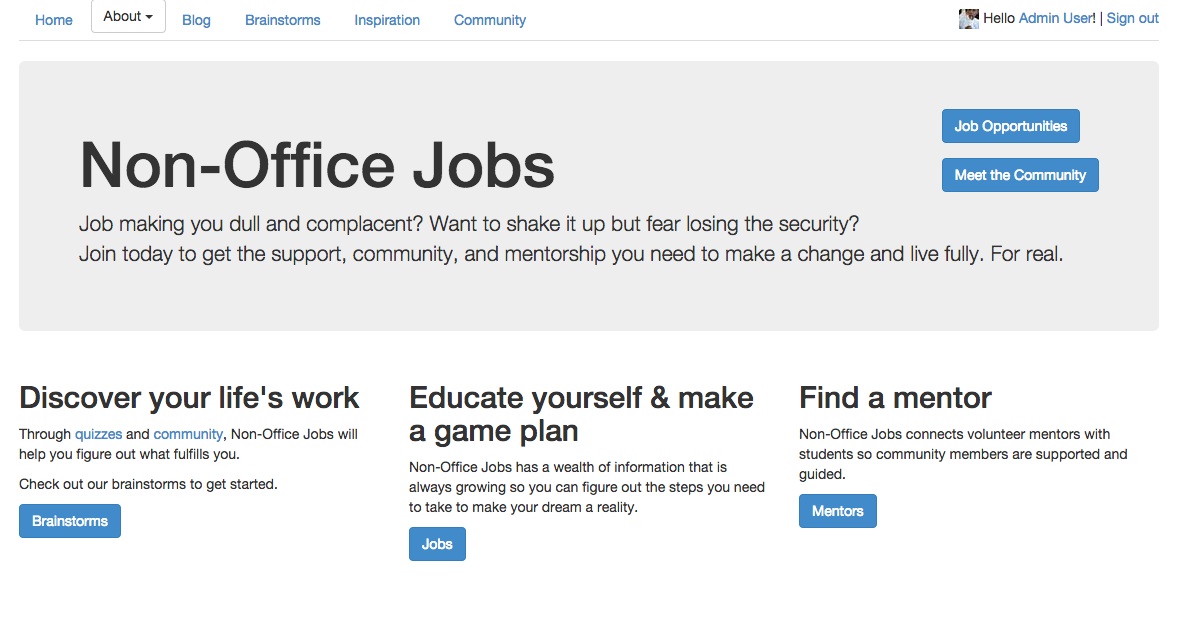 Home About Blog Brainstorms Inspiration Community Hello Admin User! | Sign out
Job Opportunities
Meet the Community
Non-Office Jobs
Job making you dull and complacent? Want to shake it up but fear losing the security?
Join today to get the support, community, and mentorship you need to make a change and live fully. For real.
Discover your life's work
Through quizzes and community, Non-Office Jobs will
help you figure out what fulfills you.
Check out our brainstorms to get started.
Brainstorms
Educate yourself & make
a game plan
Non-Office Jobs has a wealth of information that is
always growing so you can figure out the steps you need
to take to make your dream a reality.
Jobs
Find a mentor
Non-Office Jobs connects volunteer mentors with
students so community members are supported and
guided.
Mentors